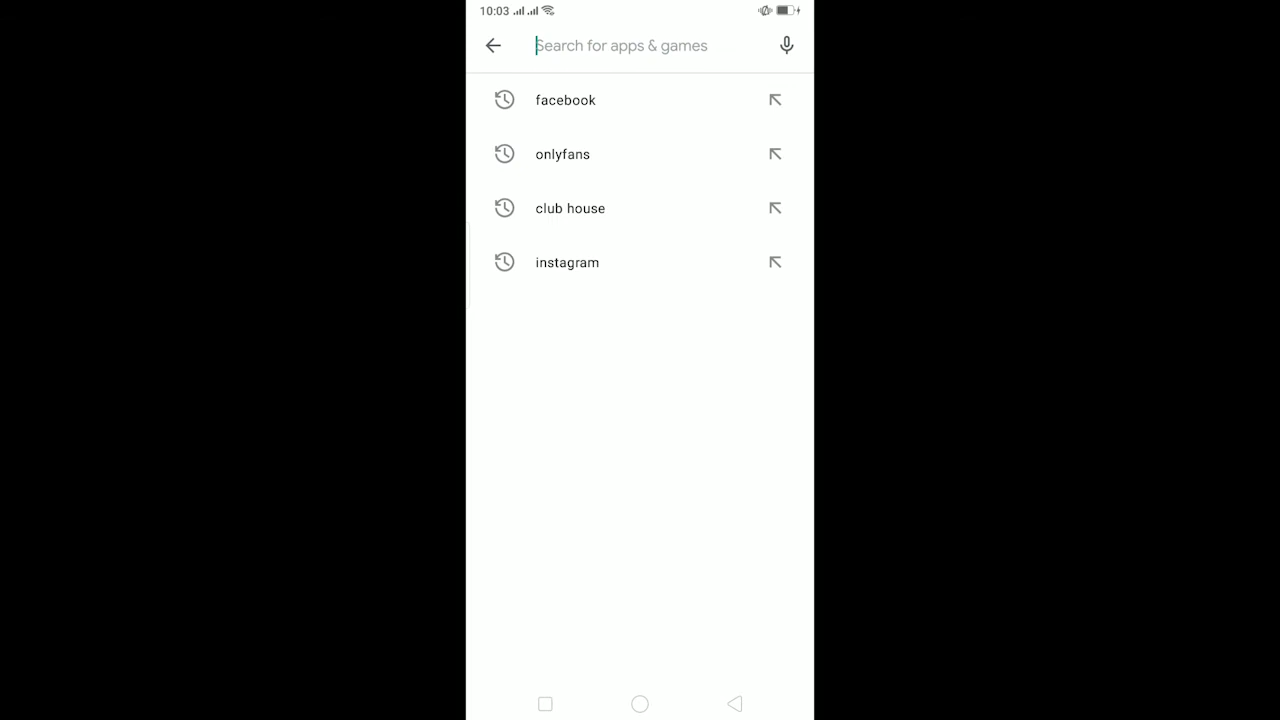 10:03
Search for apps & games
facebook
onlyfans
club house
instagram